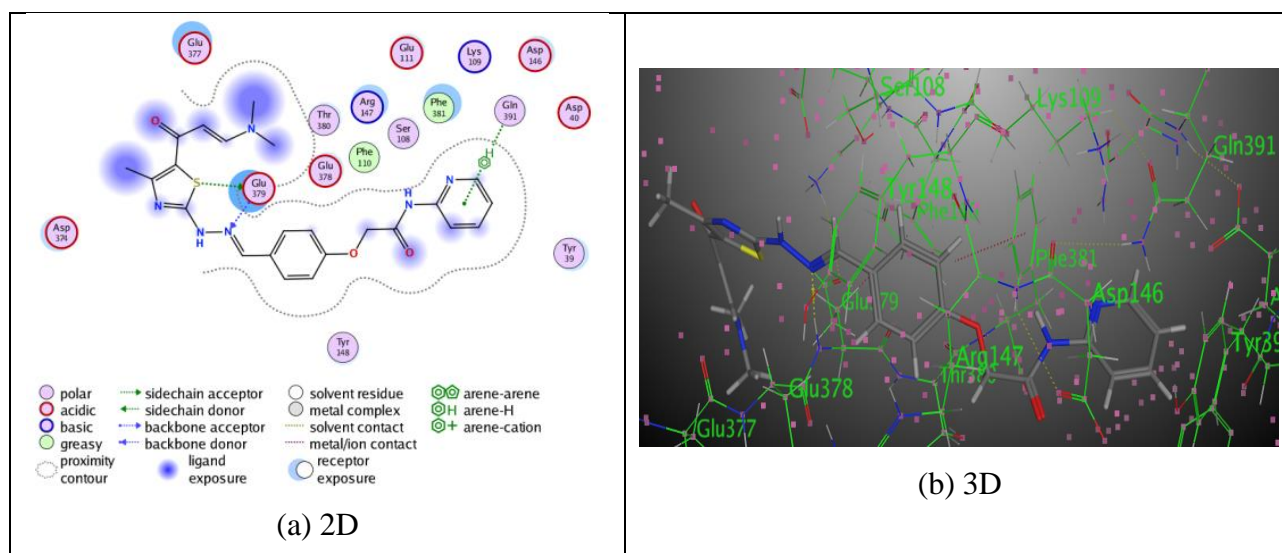 Glu
377
Glu
111
Lys
109
Asp
146
Thr
380
Arg
147
Phe
381
Gln
391
Asp
40
Ser
108
Phe
110
Glu
378
Glu
379
Asp
374
Tyr
39
Tyr
148
O
N
S
N
N
H
N
O
O
H
N
N
H
polar
acidic
basic
greasy
proximity
contour
sidechain acceptor
sidechain donor
backbone acceptor
backbone donor
ligand
exposure
solvent residue
metal complex
solvent contact
metal/ion contact
receptor
exposure
arene-arene
H arene-H
+ arene-cation
(a) 2D
Ser108
Lys109
Gln391
Tyr148
Phe381
Asp146
Arg147
Tyr39
Glu378
Glu377
(b) 3D